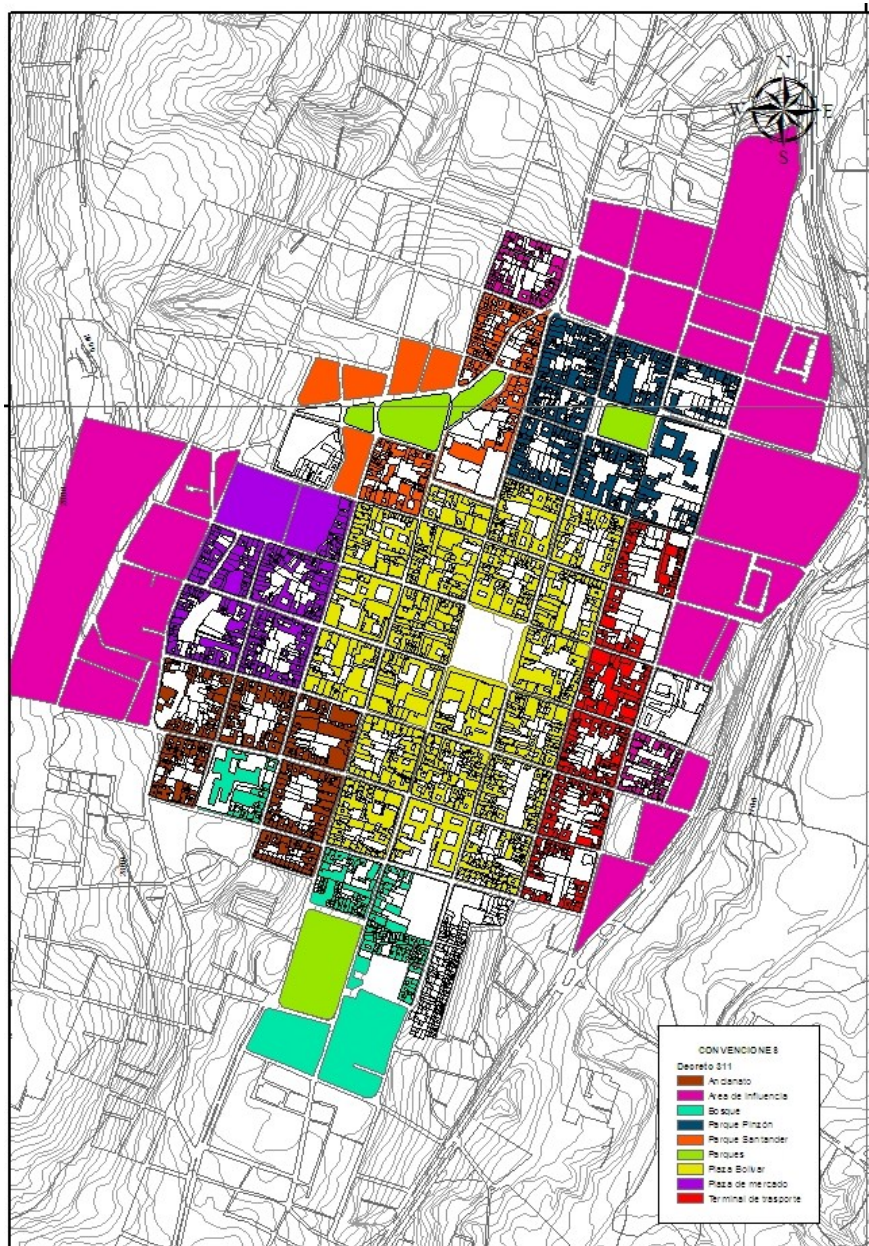 N
W E
S
CONVENCIONES
Decreto 311
Ancianato
Area de influencia
Bosque
Parque Pinzón
Parque Santander
Parques
Plaza Bolívar
Plaza de mercado
Terminal de trasporte